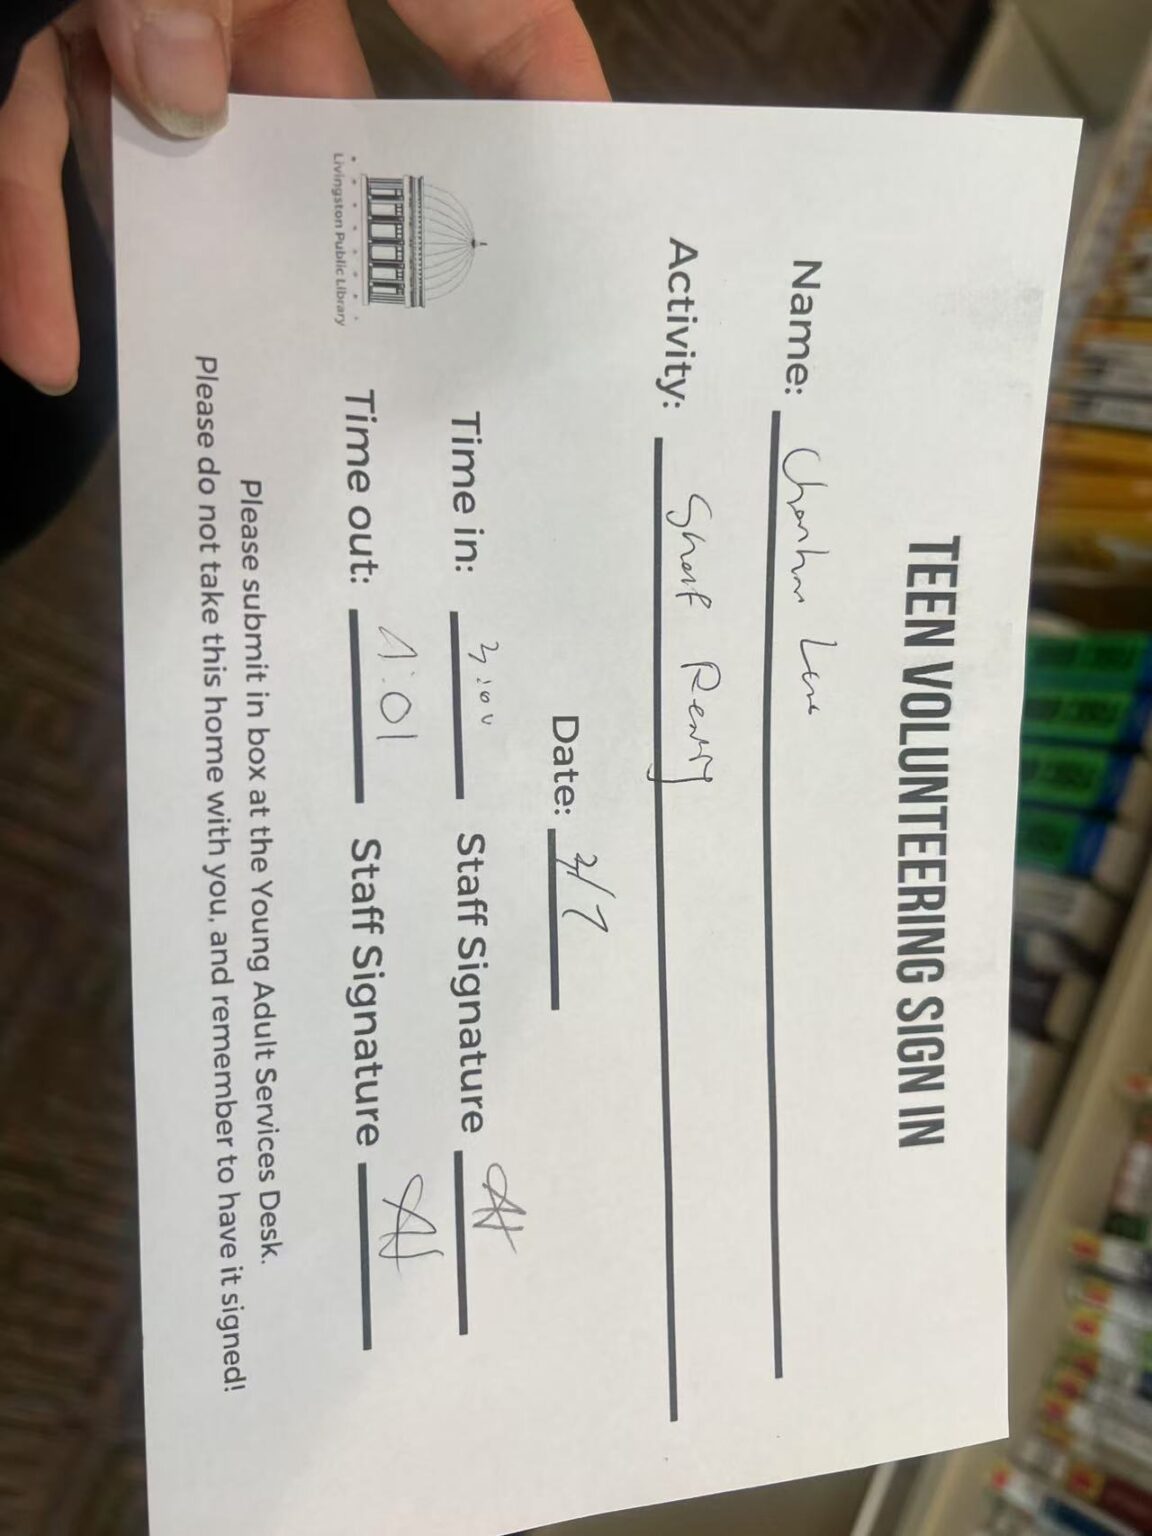 TEEN VOLUNTEERING SIGN IN
Name:
Activity: Shelf Ready
Date: 3/7
Time in: 3:00 Staff Signature
Time out: 4:01 Staff Signature
Livingston Public Library
Please submit in box at the Young Adult Services Desk.
Please do not take this home with you, and remember to have it signed!